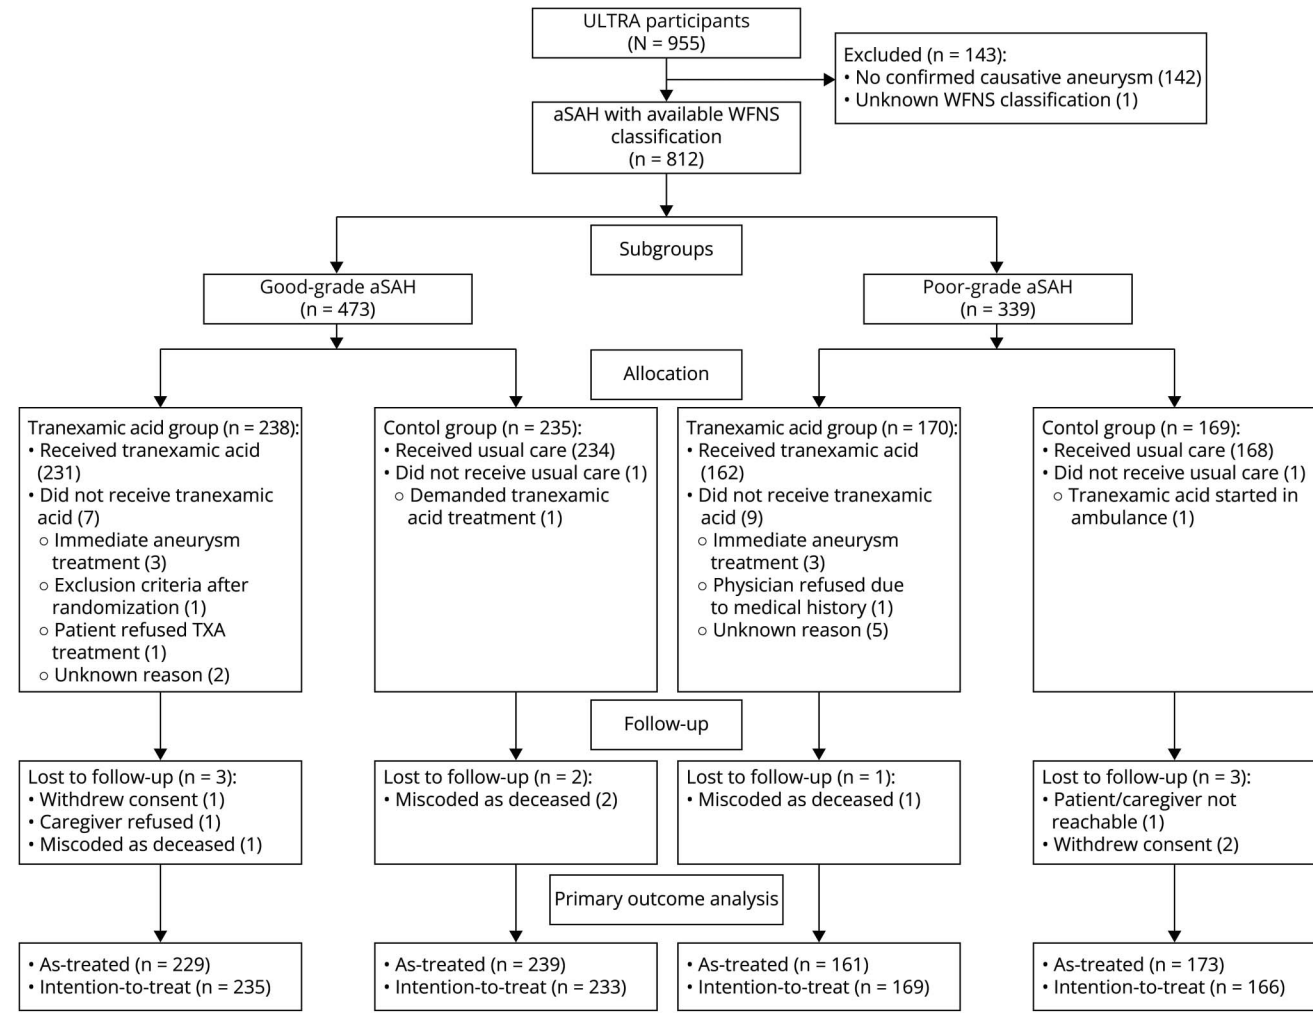 ULTRA participants
(N = 955)
Excluded (n = 143):
• No confirmed causative aneurysm (142)
• Unknown WFNS classification (1)
aSAH with available WFNS
classification
(n = 812)
Subgroups
Good-grade aSAH
(n = 473)
Poor-grade aSAH
(n = 339)
Allocation
Tranexamic acid group (n = 238):
• Received tranexamic acid
(231)
• Did not receive tranexamic
acid (7)
○ Immediate aneurysm
treatment (3)
○ Exclusion criteria after
randomization (1)
○ Patient refused TXA
treatment (1)
○ Unknown reason (2)
Contol group (n = 235):
• Received usual care (234)
• Did not receive usual care (1)
○ Demanded tranexamic
acid treatment (1)
Tranexamic acid group (n = 170):
• Received tranexamic acid
(162)
• Did not receive tranexamic
acid (9)
○ Immediate aneurysm
treatment (3)
○ Physician refused due
to medical history (1)
○ Unknown reason (5)
Contol group (n = 169):
• Received usual care (168)
• Did not receive usual care (1)
○ Tranexamic acid started in
ambulance (1)
Follow-up
Lost to follow-up (n = 3):
• Withdrew consent (1)
• Caregiver refused (1)
• Miscoded as deceased (1)
Lost to follow-up (n = 2):
• Miscoded as deceased (2)
Lost to follow-up (n = 1):
• Miscoded as deceased (1)
Lost to follow-up (n = 3):
• Patient/caregiver not
reachable (1)
• Withdrew consent (2)
Primary outcome analysis
• As-treated (n = 229)
• Intention-to-treat (n = 235)
• As-treated (n = 239)
• Intention-to-treat (n = 233)
• As-treated (n = 161)
• Intention-to-treat (n = 169)
• As-treated (n = 173)
• Intention-to-treat (n = 166)